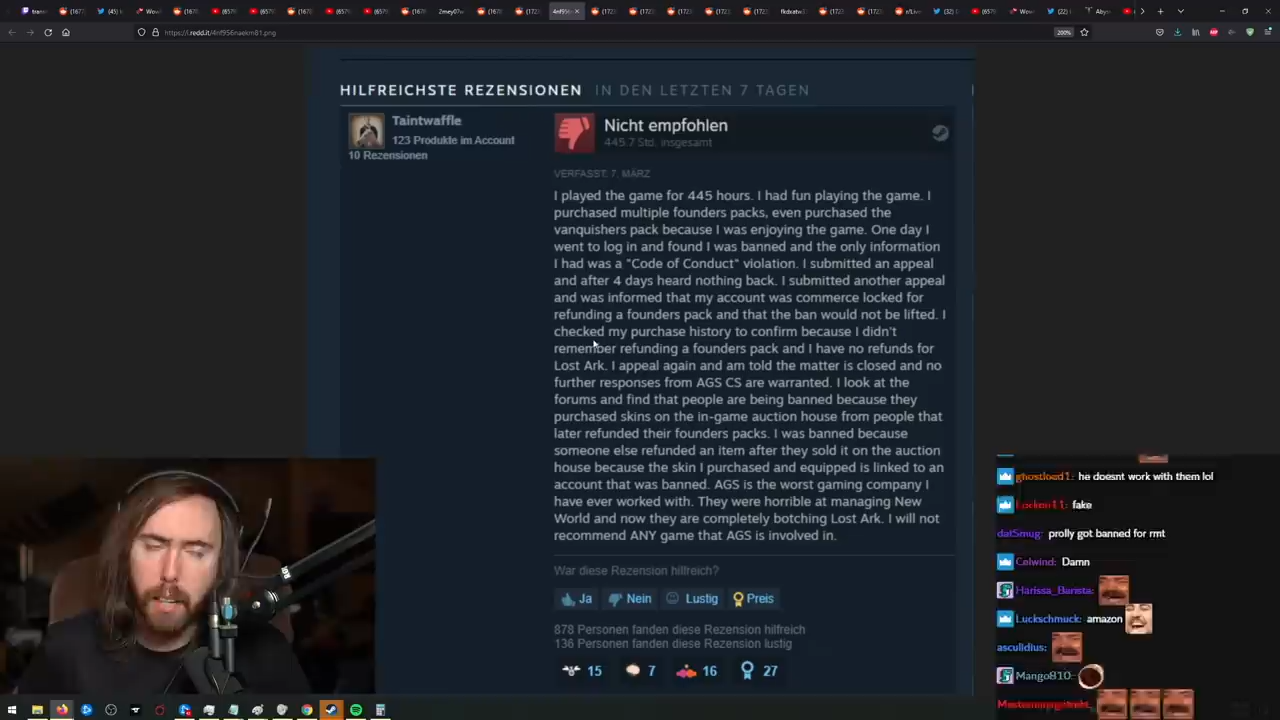 https://i.redd.it/4nf956naekm81.png
200%
HILFREICHSTE REZENSIONEN IN DEN LETZTEN 7 TAGEN
Taintwaffle
123 Produkte im Account
10 Rezensionen
Nicht empfohlen
445.7 Std. insgesamt
VERFASST: 7. MÄRZ
I played the game for 445 hours. I had fun playing the game. I
purchased multiple founders packs, even purchased the
vanquishers pack because I was enjoying the game. One day I
went to log in and found I was banned and the only information
I had was a "Code of Conduct" violation. I submitted an appeal
and after 4 days heard nothing back. I submitted another appeal
and was informed that my account was commerce locked for
refunding a founders pack and that the ban would not be lifted. I
checked my purchase history to confirm because I didn't
remember refunding a founders pack and I have no refunds for
Lost Ark. I appeal again and am told the matter is closed and no
further responses from AGS CS are warranted. I look at the
forums and find that people are being banned because they
purchased skins on the in-game auction house from people that
later refunded their founders packs. I was banned because
someone else refunded an item after they sold it on the auction
house because the skin I purchased and equipped is linked to an
account that was banned. AGS is the worst gaming company I
have ever worked with. They were horrible at managing New
World and now they are completely botching Lost Ark. I will not
recommend ANY game that AGS is involved in.
War diese Rezension hilfreich?
Ja Nein Lustig Preis
878 Personen fanden diese Rezension hilfreich
136 Personen fanden diese Rezension lustig
15 7 16 27
ghostload1: he doesnt work with them lol
fake
datSmug: prolly got banned for rmt
Celwind: Damn
Harissa_Barista:
Luckschmuck: amazon
asculidius:
Mango810: